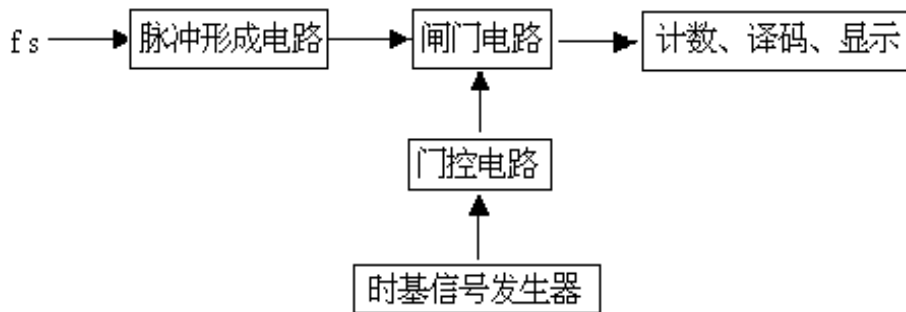 fs
脉冲形成电路
闸门电路
计数、译码、显示
门控电路
时基信号发生器